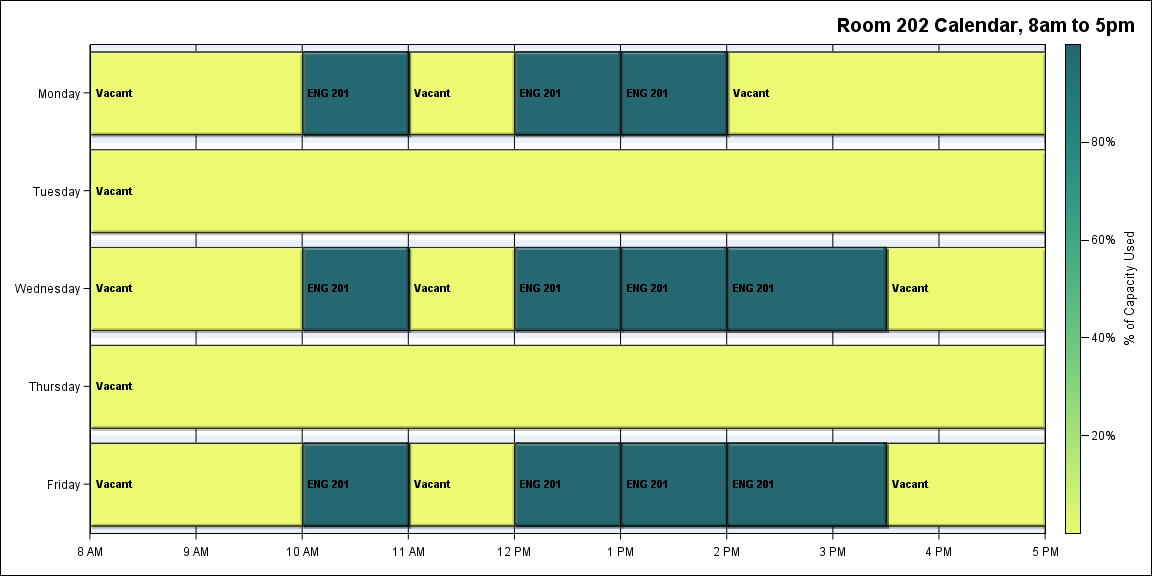 Room 202 Calendar, 8am to 5pm
Monday
Vacant
ENG 201
Vacant
ENG 201
ENG 201
Vacant
Tuesday
Vacant
Wednesday
Vacant
ENG 201
Vacant
ENG 201
ENG 201
ENG 201
Vacant
Thursday
Vacant
Friday
Vacant
ENG 201
Vacant
ENG 201
ENG 201
ENG 201
Vacant
8 AM
9 AM
10 AM
11 AM
12 PM
1 PM
2 PM
3 PM
4 PM
5 PM
80%
60%
40%
20%
% of Capacity Used